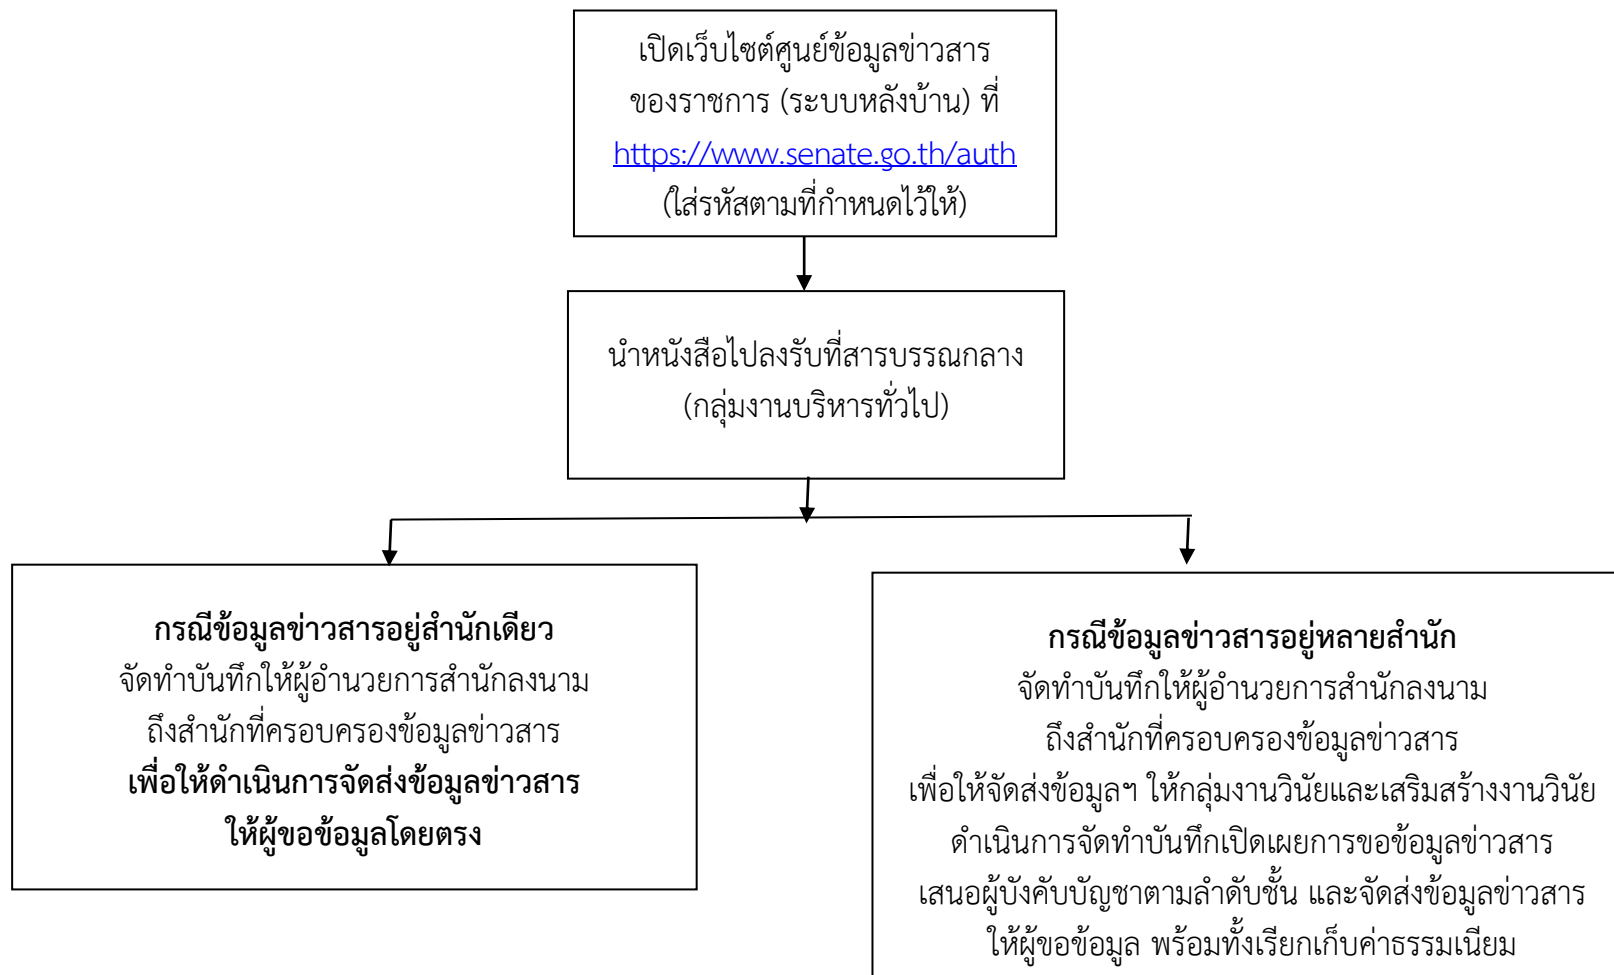 เปิดเว็บไซต์ศูนย์ข้อมูลข่าวสาร
ของราชการ (ระบบหลังบ้าน) ที่
https://www.senate.go.th/auth
(ใส่รหัสตามที่กำหนดไว้ให้)
นำหนังสือไปลงรับที่สารบรรณกลาง
(กลุ่มงานบริหารทั่วไป)
กรณีข้อมูลข่าวสารอยู่สำนักเดียว
จัดทำบันทึกให้ผู้อำนวยการสำนักลงนาม
ถึงสำนักที่ครอบครองข้อมูลข่าวสาร
เพื่อให้ดำเนินการจัดส่งข้อมูลข่าวสาร
ให้ผู้ขอข้อมูลโดยตรง
กรณีข้อมูลข่าวสารอยู่หลายสำนัก
จัดทำบันทึกให้ผู้อำนวยการสำนักลงนาม
ถึงสำนักที่ครอบครองข้อมูลข่าวสาร
เพื่อให้จัดส่งข้อมูลฯ ให้กลุ่มงานวินัยและเสริมสร้างงานวินัย
ดำเนินการจัดทำบันทึกเปิดเผยการขอข้อมูลข่าวสาร
เสนอผู้บังคับบัญชาตามลำดับชั้น และจัดส่งข้อมูลข่าวสาร
ให้ผู้ขอข้อมูล พร้อมทั้งเรียกเก็บค่าธรรมเนียม